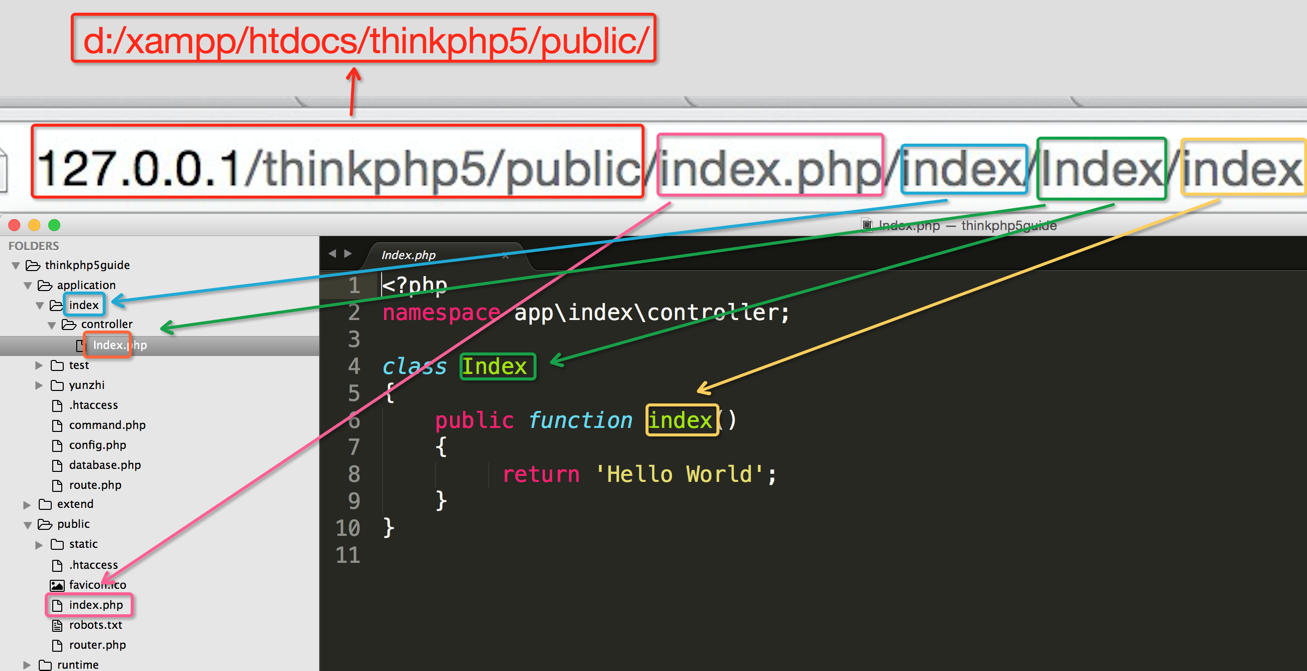 d:/xampp/htdocs/thinkphp5/public/
127.0.0.1/thinkphp5/public/index.php/index/Index/index
Index.php — thinkphp5guide
FOLDERS
thinkphp5guide
application
index
controller
Index.php
test
yunzhi
.htaccess
command.php
config.php
database.php
route.php
extend
public
static
.htaccess
favicon.ico
index.php
robots.txt
router.php
runtime
Index.php
1 <?php
2 namespace app\index\controller;
3
4 class Index
5 {
6 public function index()
7 {
8 return 'Hello World';
9 }
10 }
11